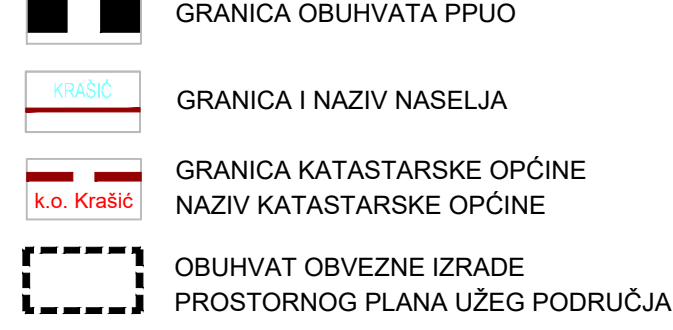 GRANICA OBUHVATA PPUO
KRAŠIĆ
GRANICA I NAZIV NASELJA
GRANICA KATASTARSKE OPĆINE
k.o. Krašić
NAZIV KATASTARSKE OPĆINE
OBUHVAT OBVEZNE IZRADE
PROSTORNOG PLANA UŽEG PODRUČJA